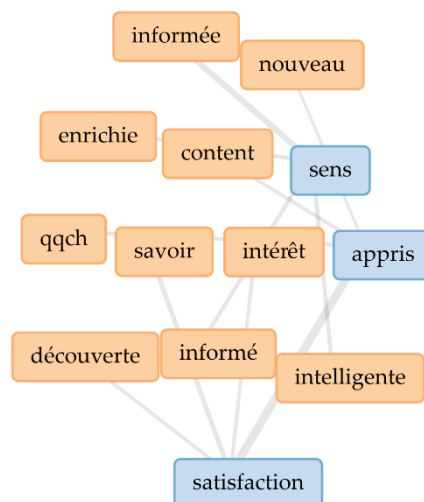 informée
nouveau
enrichie
content
sens
qqch
savoir
intérêt
appris
découverte
informé
intelligente
satisfaction